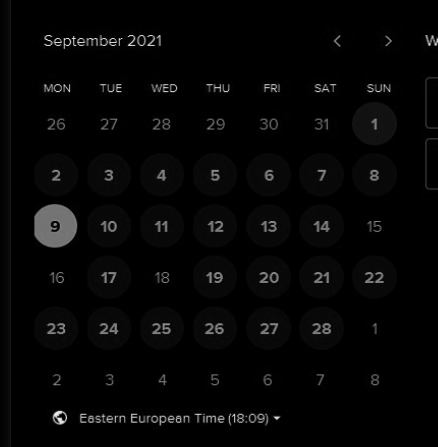 September 2021 < > W
MON TUE WED THU FRI SAT SUN
26 27 28 29 30 31 1
2 3 4 5 6 7 8
9 10 11 12 13 14 15
16 17 18 19 20 21 22
23 24 25 26 27 28 1
2 3 4 5 6 7 8
Eastern European Time (18:09)